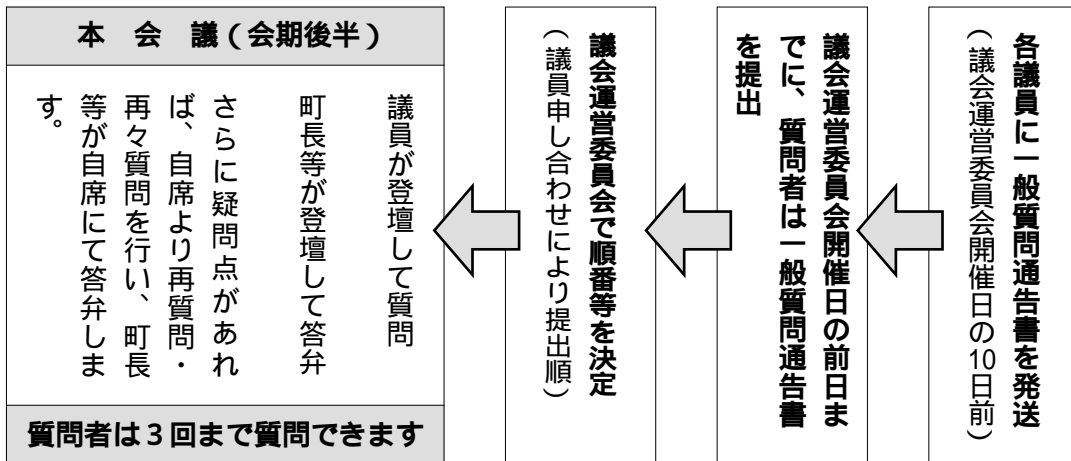 各議員に一般質問通告書を発送
（議会運営委員会開催日の10日前）
議会運営委員会開催日の前日ま
でに、質問者は一般質問通告書
を提出
議会運営委員会で順番等を決定
（議員申し合わせにより提出順）
本会議（会期後半）
議員が登壇して質問
町長等が登壇して答弁
さらに疑問点があれ
ば、自席より再質問・
再々質問を行い、町長
等が自席にて答弁しま
す。
質問者は３回まで質問できます